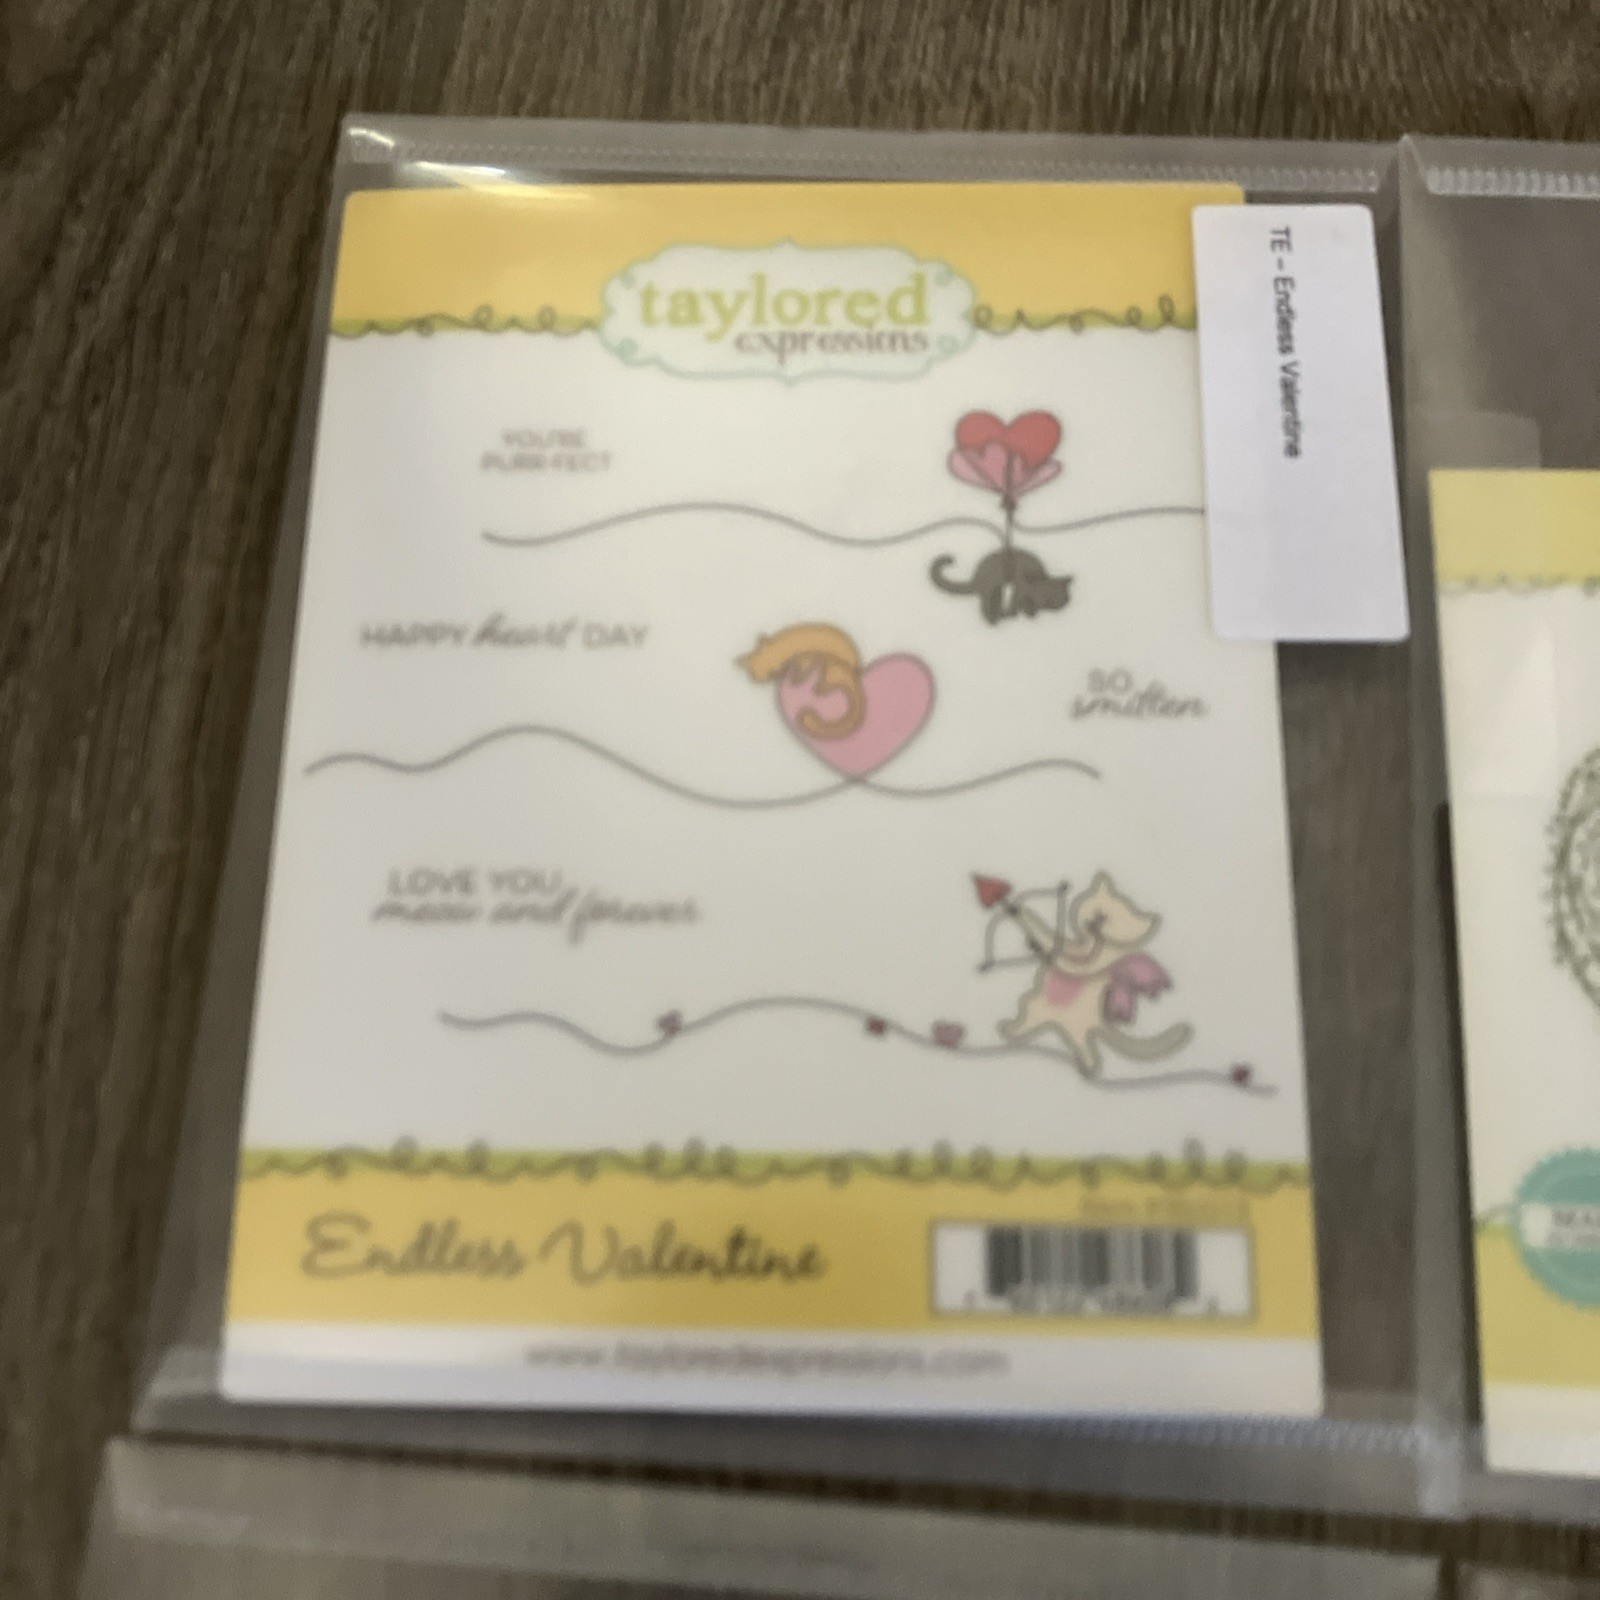 taylored
expressions
TE – Endless Valentine
YOU'RE
PURR-FECT
HAPPY heart DAY
SO
smitten
LOVE YOU
meow and forever
Endless Valentine
www.tayloredexpressions.com